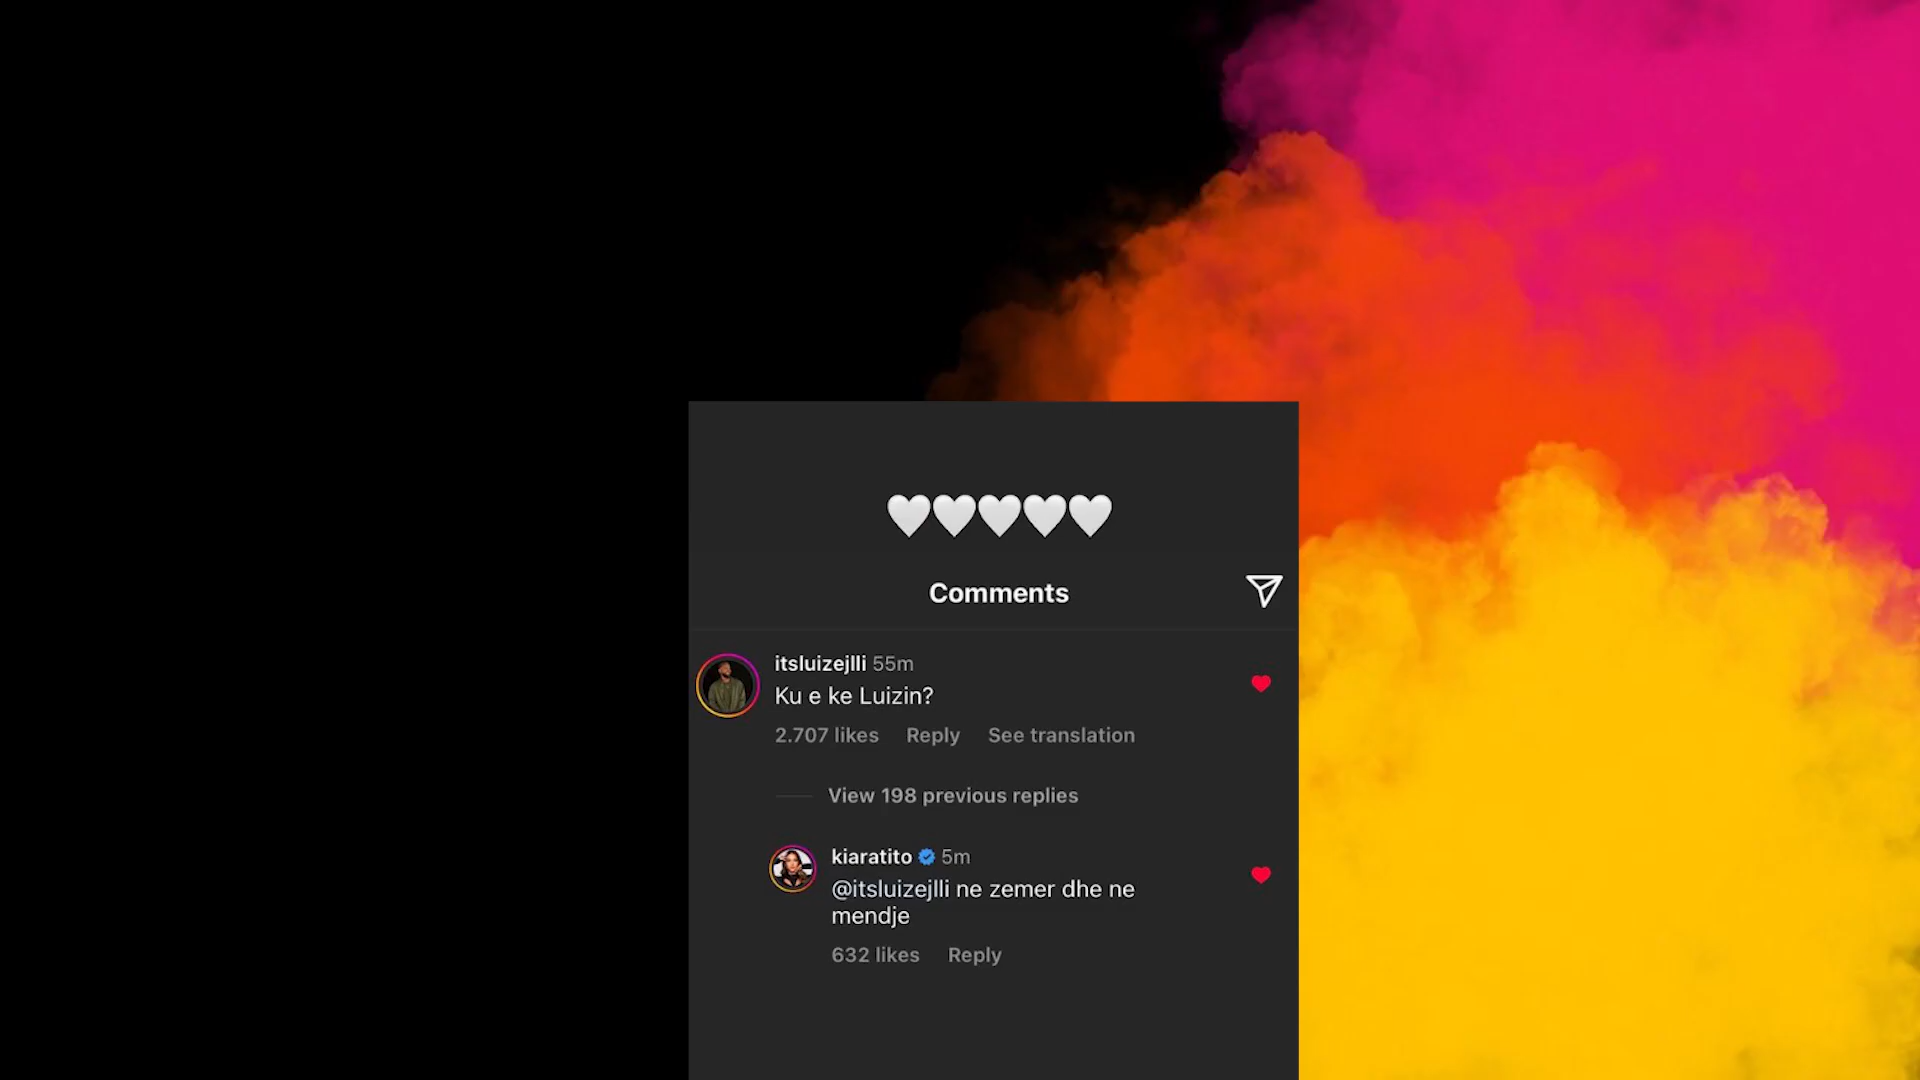 🤍🤍🤍🤍🤍
Comments
itsluizejlli 55m
Ku e ke Luizin?
2.707 likes Reply See translation
View 198 previous replies
kiaratito 5m
@itsluizejlli ne zemer dhe ne
mendje
632 likes Reply